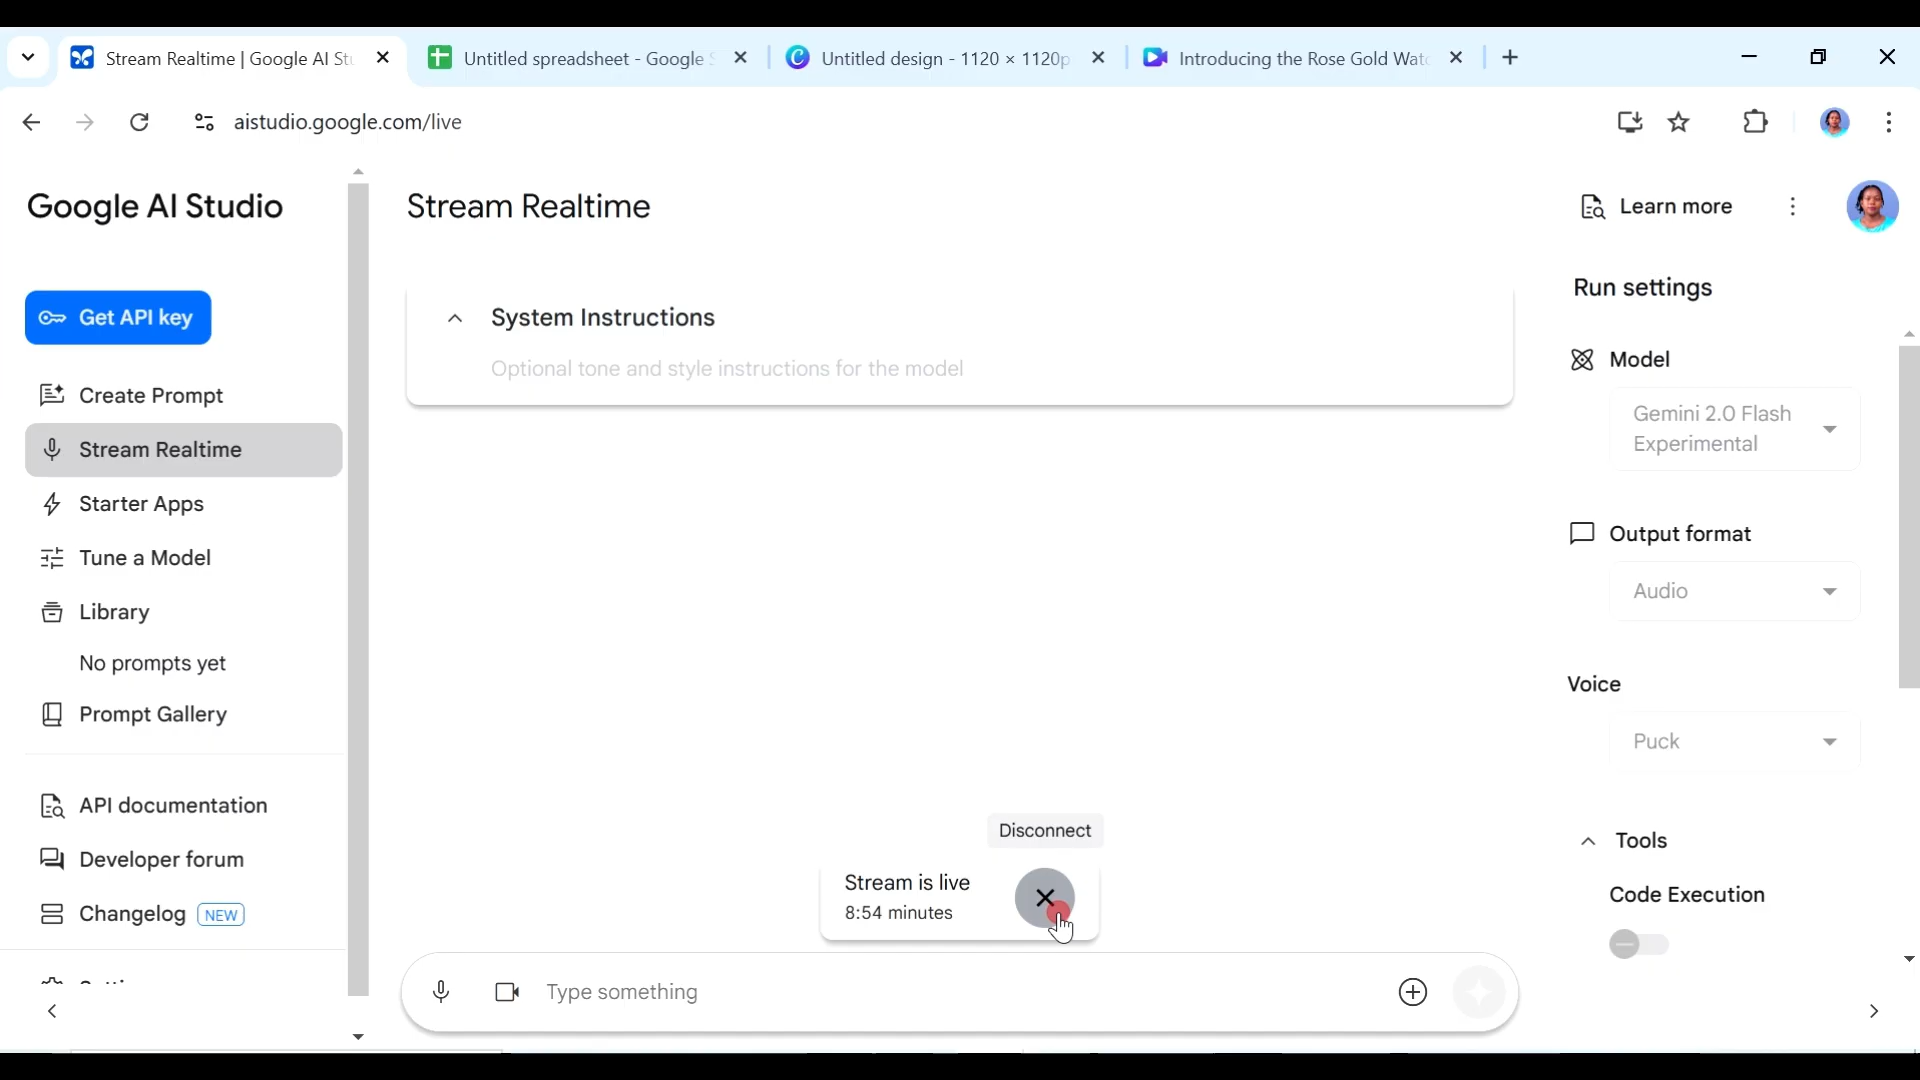 Stream Realtime | Google AI Stu
Untitled spreadsheet - Google S
Untitled design - 1120 × 1120p
Introducing the Rose Gold Watc
aistudio.google.com/live
Google AI Studio
Get API key
Create Prompt
Stream Realtime
Starter Apps
Tune a Model
Library
No prompts yet
Prompt Gallery
API documentation
Developer forum
Changelog NEW
Stream Realtime
System Instructions
Optional tone and style instructions for the model
Disconnect
Stream is live
8:54 minutes
Type something
Learn more
Run settings
Model
Gemini 2.0 Flash
Experimental
Output format
Audio
Voice
Puck
Tools
Code Execution